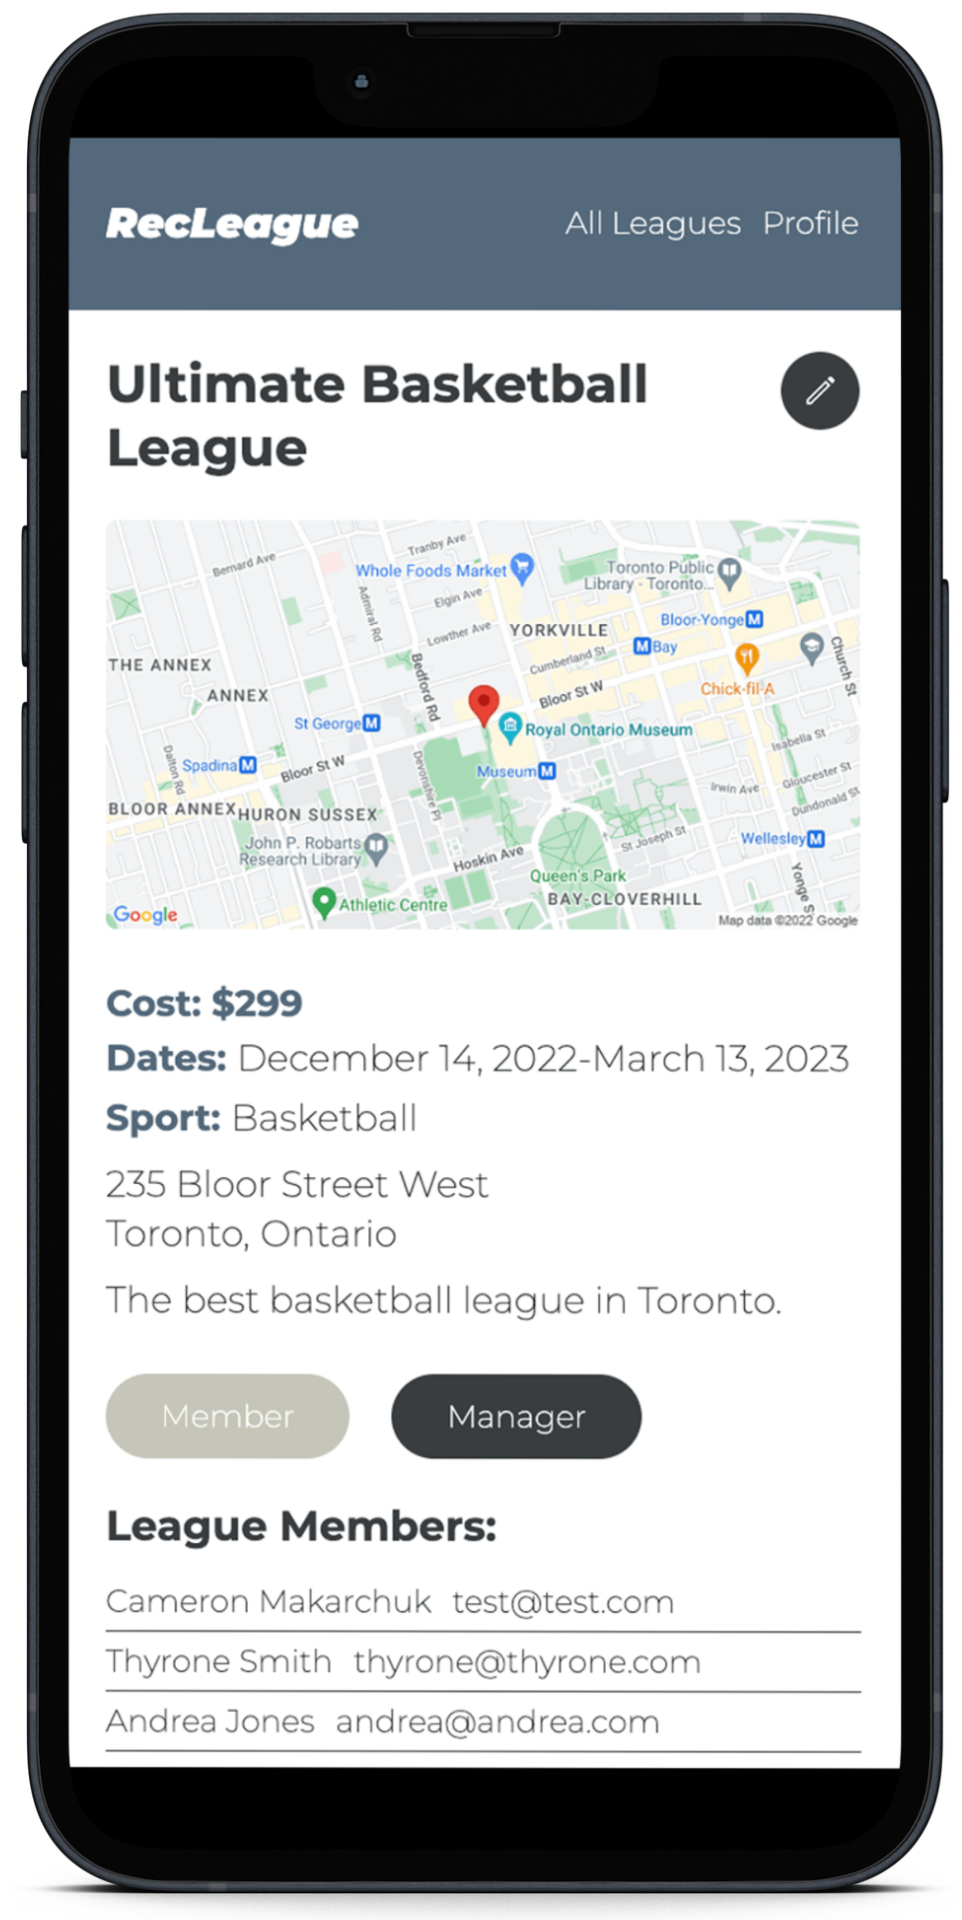 RecLeague All Leagues Profile
Ultimate Basketball
League
Tranby Ave
Bernard Ave
Whole Foods Market
Toronto Public
Library - Toronto...
Admiral Rd
Elgin Ave
Bloor-Yonge M
Lowther Ave
YORKVILLE
M Bay
Church St
Cumberland St
THE ANNEX
Bedford Rd
ANNEX
Bloor St W
Chick-fil-A
St George M
Royal Ontario Museum
Isabella St
Dalton Rd
Spadina M
Bloor St W
Devonshire Pl
Museum M
Gloucester St
Irwin Ave
Dundonald St
BLOOR ANNEX
HURON SUSSEX
St Joseph St
Wellesley M
John P. Robarts
Research Library
Hoskin Ave
Queen's Park
Yonge S
BAY-CLOVERHILL
Athletic Centre
Google
Map data ©2022 Google
Cost: $299
Dates: December 14, 2022-March 13, 2023
Sport: Basketball
235 Bloor Street West
Toronto, Ontario
The best basketball league in Toronto.
Member Manager
League Members:
Cameron Makarchuk test@test.com
Thyrone Smith thyrone@thyrone.com
Andrea Jones andrea@andrea.com